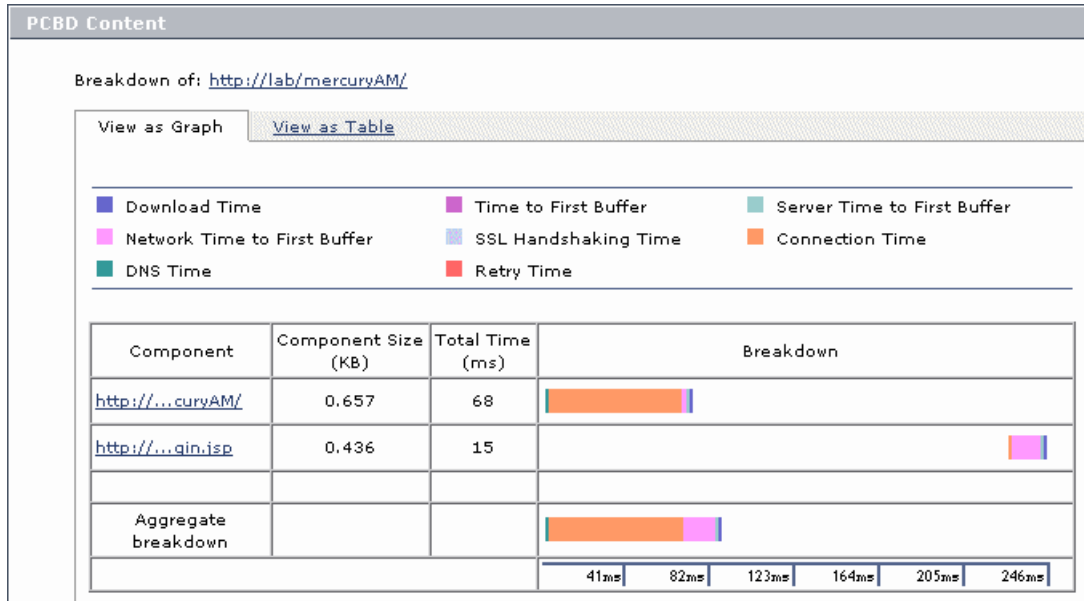 PCBD Content
Breakdown of: http://lab/mercuryAM/
View as Graph View as Table
Download Time Time to First Buffer Server Time to First Buffer
Network Time to First Buffer SSL Handshaking Time Connection Time
DNS Time Retry Time
Component Component Size (KB) Total Time (ms) Breakdown
http://...curyAM/ 0.657 68
http://...gin.jsp 0.436 15
Aggregate breakdown
41ms 82ms 123ms 164ms 205ms 246ms